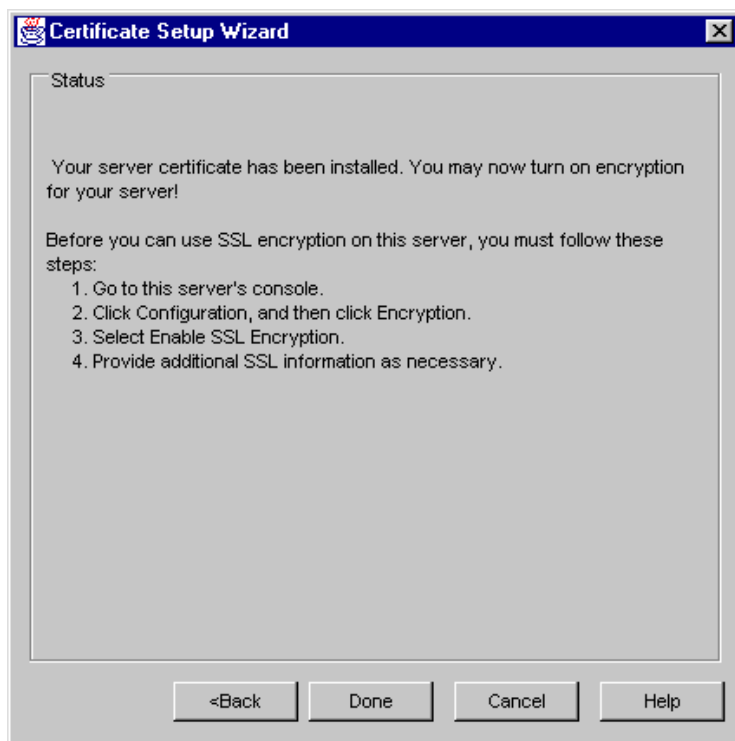 Certificate Setup Wizard
Status
Your server certificate has been installed. You may now turn on encryption
for your server!
Before you can use SSL encryption on this server, you must follow these
steps:
1. Go to this server's console.
2. Click Configuration, and then click Encryption.
3. Select Enable SSL Encryption.
4. Provide additional SSL information as necessary.
<Back
Done
Cancel
Help